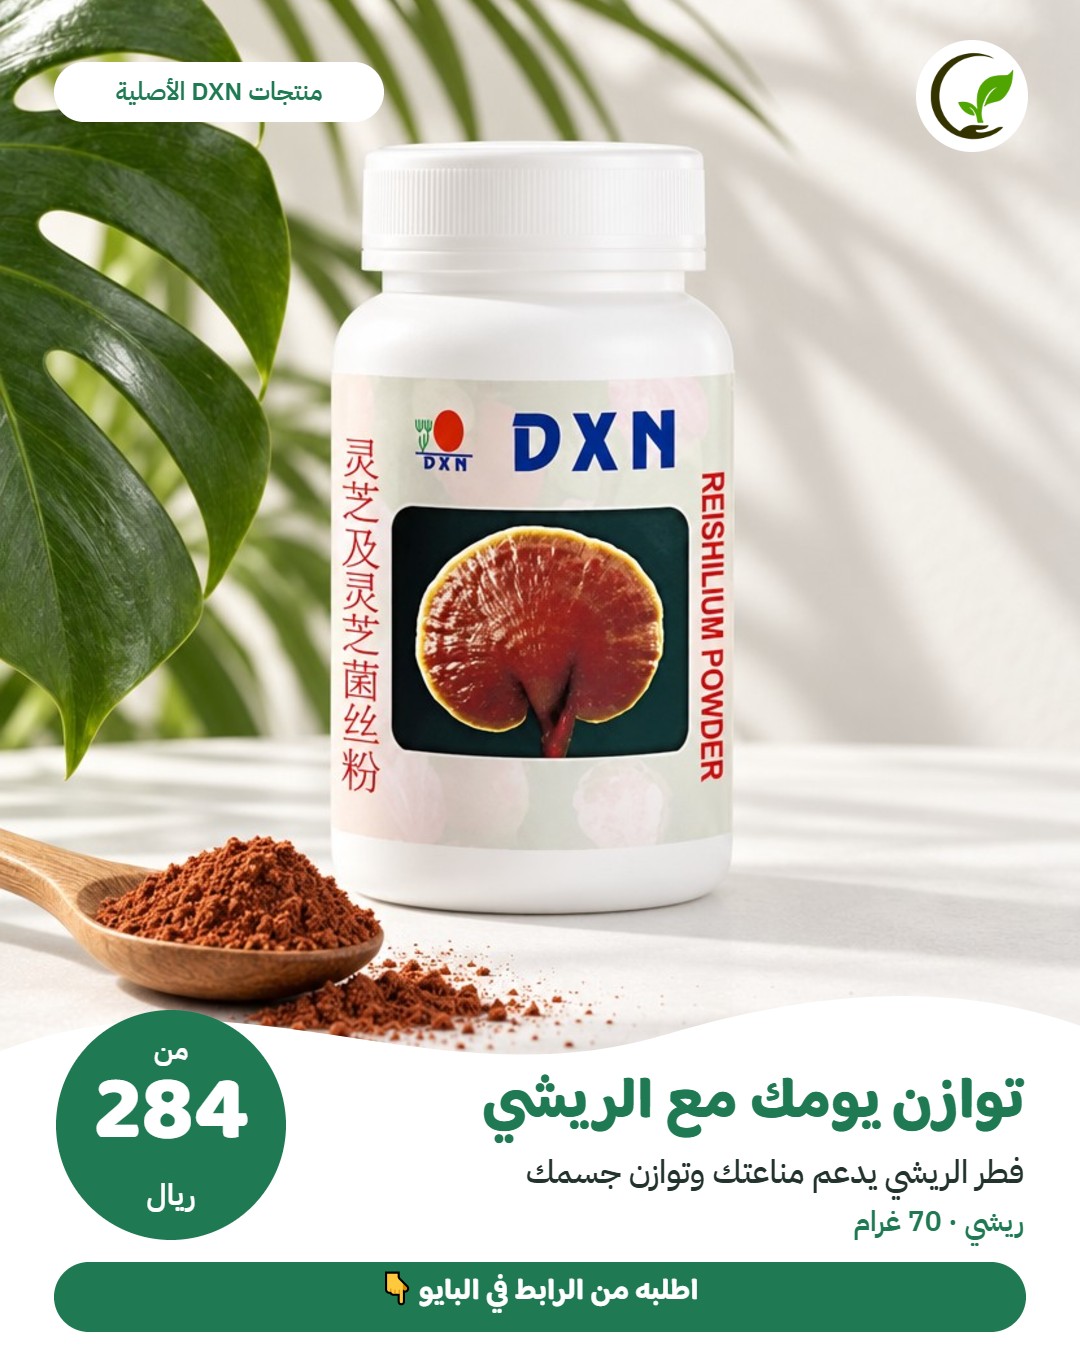 منتجات DXN الأصلية
DXN
DXN
灵芝及灵芝菌丝粉
REISHILIUM POWDER
توازن يومك مع الريشي
فطر الريشي يدعم مناعتك وتوازن جسمك
ريشي · 70 غرام
من
284
ريال
اطلبه من الرابط في البايو 👇